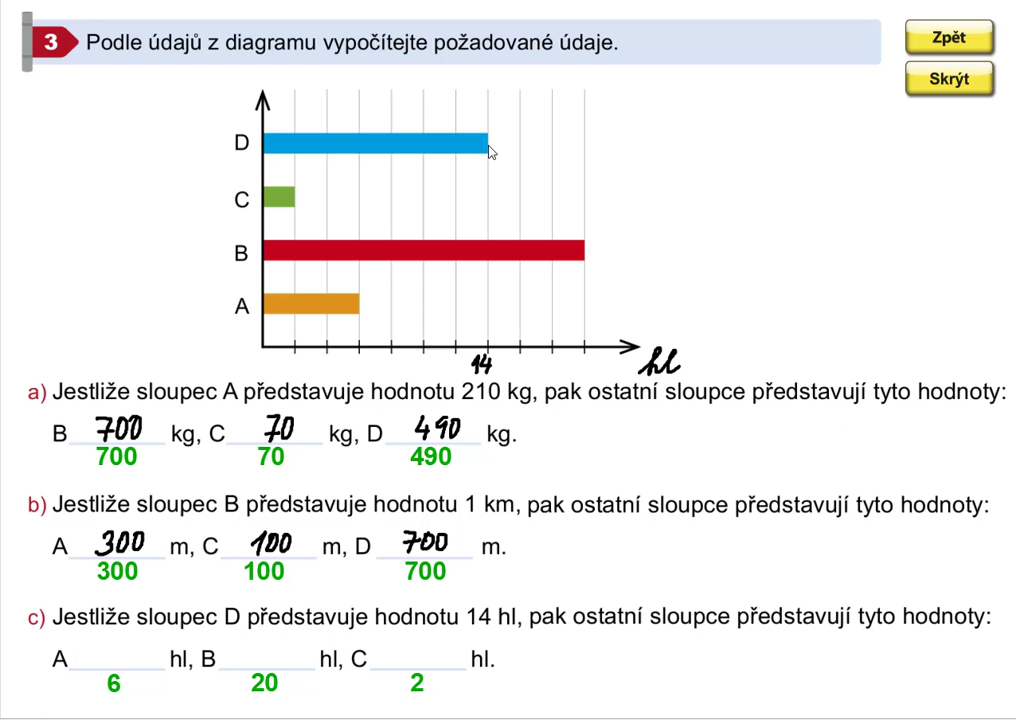 3 Podle údajů z diagramu vypočítejte požadované údaje.
Zpět
Skrýt
D
C
B
A
14 hl
a) Jestliže sloupec A představuje hodnotu 210 kg, pak ostatní sloupce představují tyto hodnoty:
B 700 kg, C 70 kg, D 490 kg.
700 70 490
b) Jestliže sloupec B představuje hodnotu 1 km, pak ostatní sloupce představují tyto hodnoty:
A 300 m, C 100 m, D 700 m.
300 100 700
c) Jestliže sloupec D představuje hodnotu 14 hl, pak ostatní sloupce představují tyto hodnoty:
A hl, B hl, C hl.
6 20 2